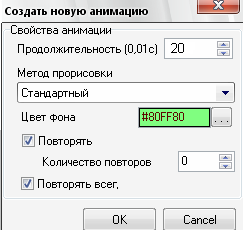 Создать новую анимацию
Свойства анимации
Продолжительность (0,01с) 20
Метод прорисовки
Стандартный
Цвет Фона #80FF80 ...
Повторять
Количество повторов 0
Повторять всег,
OK Cancel